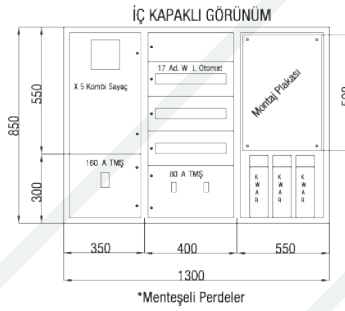 İÇ KAPAKLI GÖRÜNÜM
850
550
300
X 5 Kombi Sayaç
160 A TMŞ
17 Ad. W L Otomat
80 A TMŞ
Montaj Plakası
500
KWAR
KWAR
KWAR
350
400
550
1300
*Menteşeli Perdeler